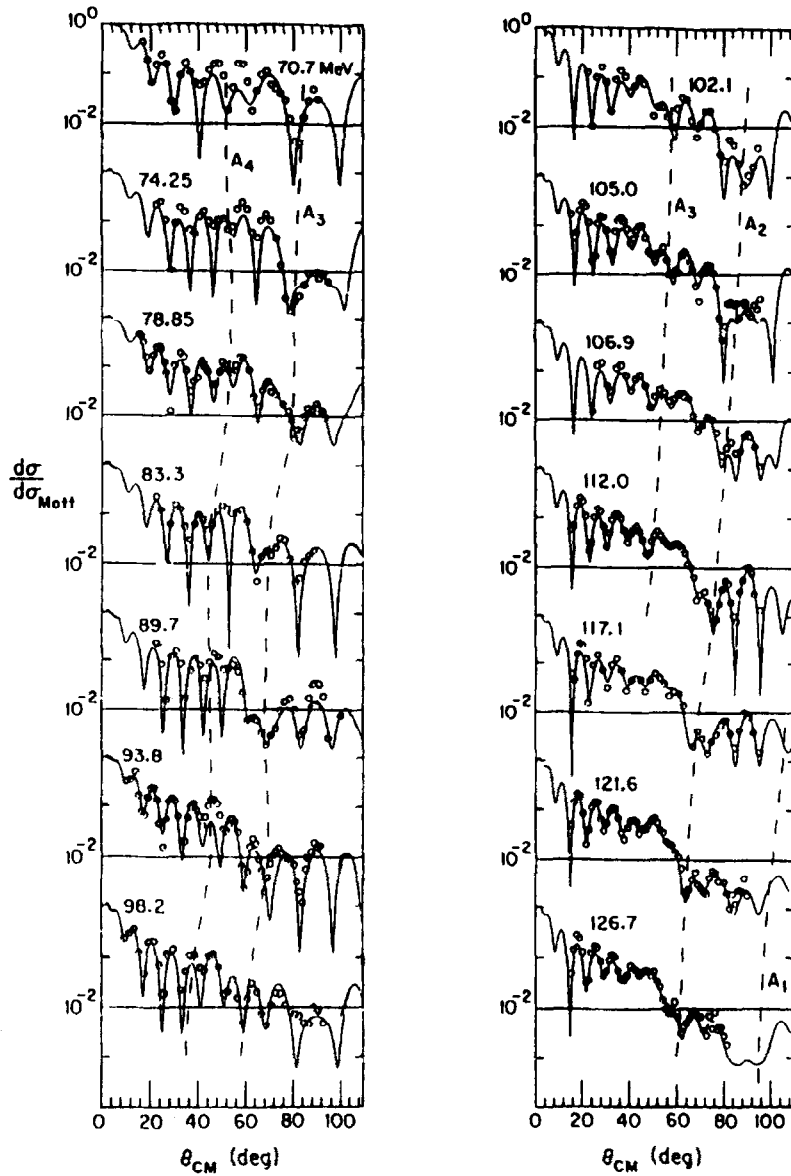 10⁰
70.7 MeV
10⁻²
A₄
74.25
A₃
10⁻²
78.85
10⁻²
dσ
dσMott
83.3
10⁻²
89.7
10⁻²
93.8
10⁻²
98.2
10⁻²
0 20 40 60 80 100
θCM (deg)
10⁰
102.1
10⁻²
A₃
A₂
105.0
10⁻²
106.9
10⁻²
112.0
10⁻²
117.1
10⁻²
121.6
10⁻²
126.7
A₁
10⁻²
0 20 40 60 80 100
θCM (deg)